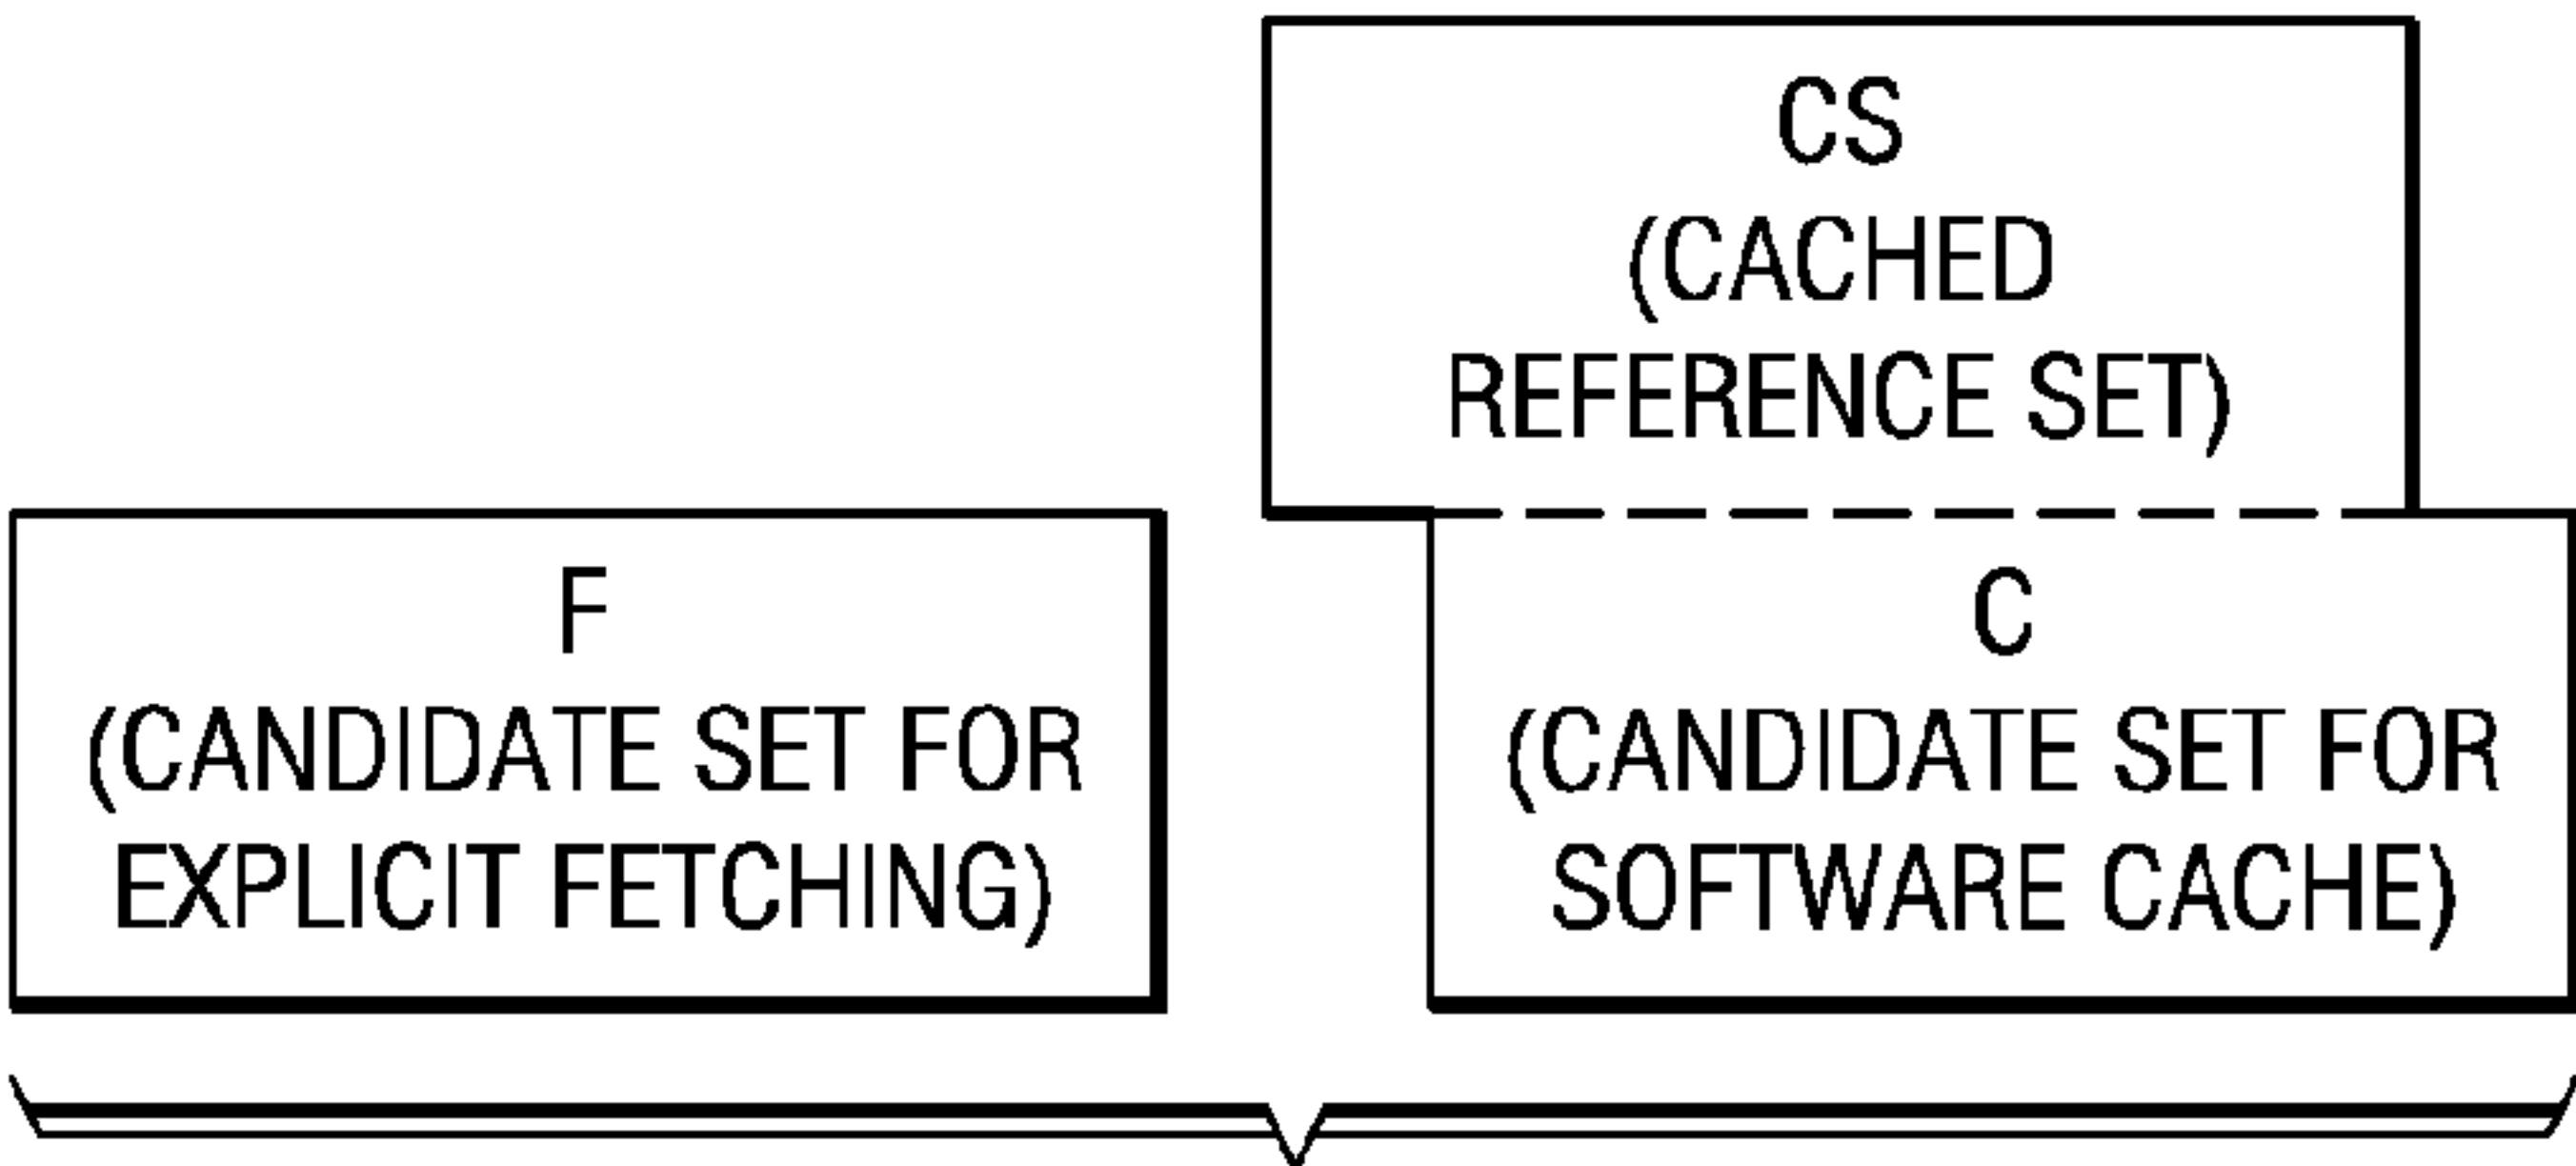 CS
(CACHED
REFERENCE SET)
F
(CANDIDATE SET FOR
EXPLICIT FETCHING)
C
(CANDIDATE SET FOR
SOFTWARE CACHE)